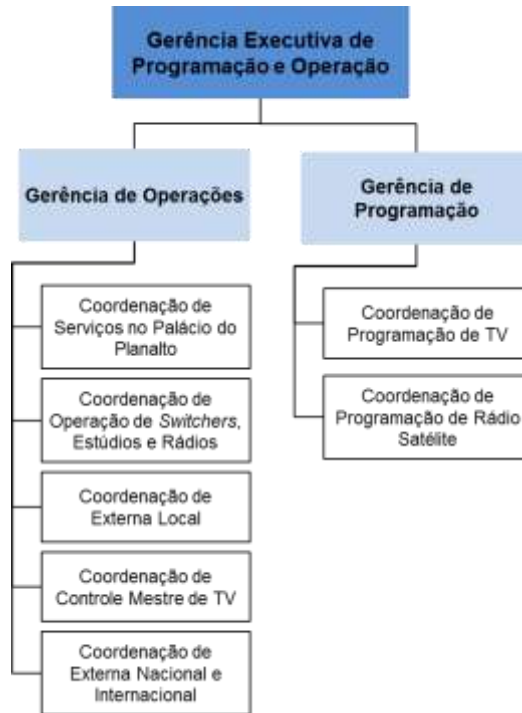 Gerência Executiva de
Programação e Operação
Gerência de Operações
Gerência de
Programação
Coordenação de
Serviços no Palácio do
Planalto
Coordenação de
Operação de Switchers,
Estúdios e Rádios
Coordenação de
Externa Local
Coordenação de
Controle Mestre de TV
Coordenação de
Externa Nacional e
Internacional
Coordenação de
Programação de TV
Coordenação de
Programação de Rádio
Satélite